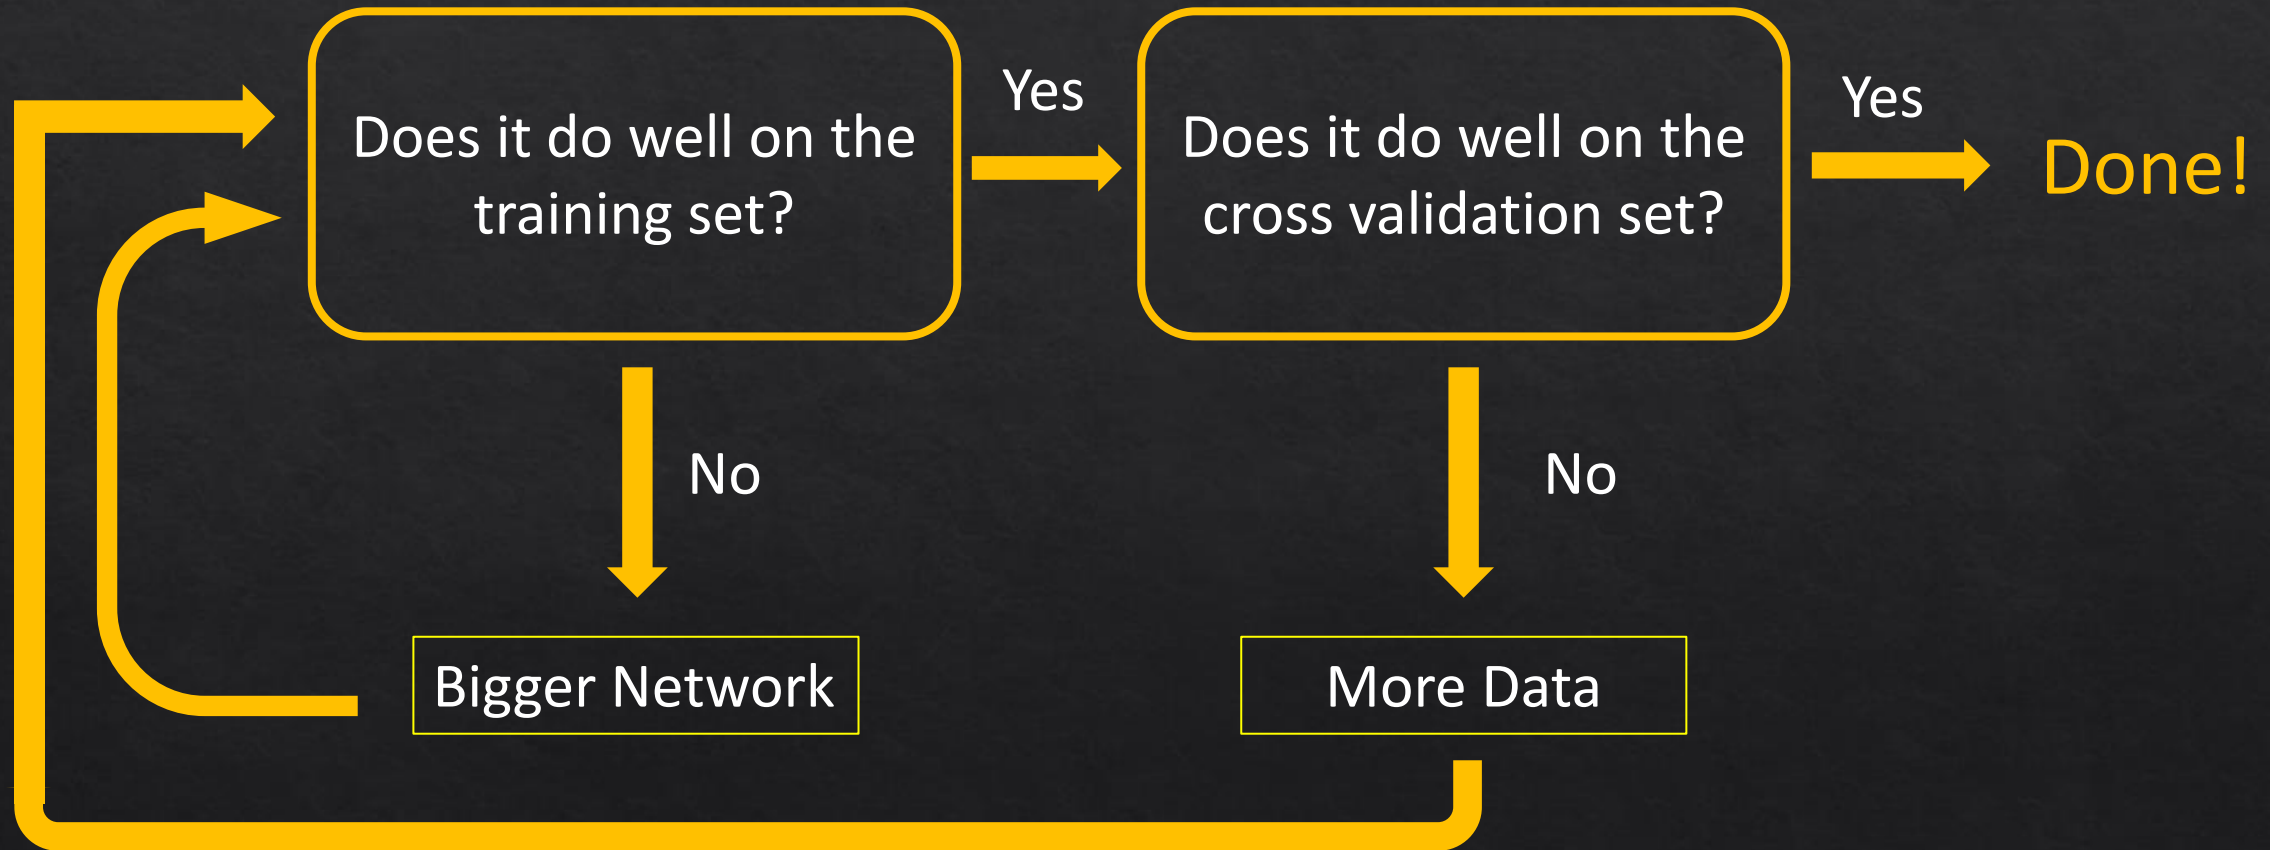 Does it do well on the
training set?
Yes
Does it do well on the
cross validation set?
Yes
Done!
No
No
Bigger Network
More Data